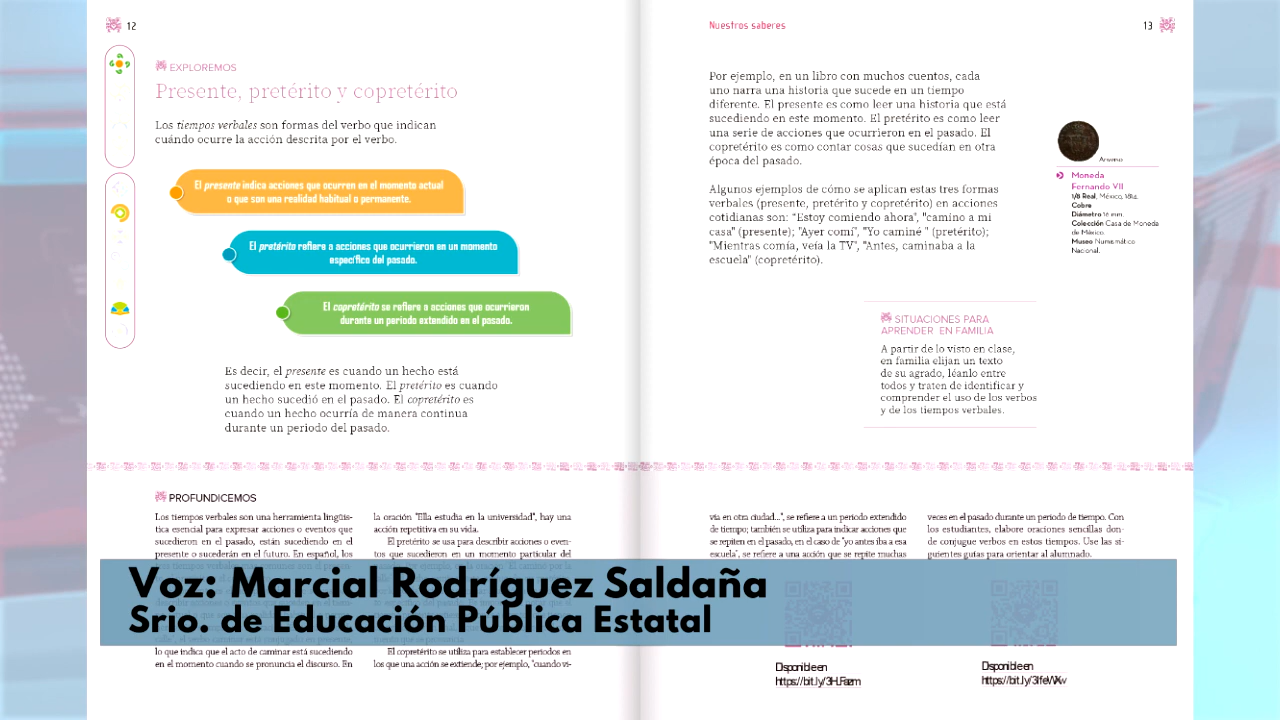 12
EXPLOREMOS
Presente, pretérito y copretérito
Los tiempos verbales son formas del verbo que indican
cuándo ocurre la acción descrita por el verbo.
El presente indica acciones que ocurren en el momento actual
o que son una realidad habitual o permanente.
El pretérito refiere a acciones que ocurrieron en un momento
específico del pasado.
El copretérito se refiere a acciones que ocurrieron
durante un periodo extendido en el pasado.
Es decir, el presente es cuando un hecho está
sucediendo en este momento. El pretérito es cuando
un hecho sucedió en el pasado. El copretérito es
cuando un hecho ocurría de manera continua
durante un periodo del pasado.
PROFUNDICEMOS
Los tiempos verbales son una herramienta lingüís-
tica esencial para expresar acciones o eventos que
sucedieron en el pasado, están sucediendo en el
presente o sucederán en el futuro. En español, los
lo que indica que el acto de caminar está sucediendo
en el momento cuando se pronuncia el discurso. En
la oración "Ella estudia en la universidad", hay una
acción repetitiva en su vida.
El pretérito se usa para describir acciones o even-
tos que sucedieron en un momento particular del
El copretérito se utiliza para establecer periodos en
los que una acción se extiende; por ejemplo, "cuando vi-
Nuestros saberes
13
Por ejemplo, en un libro con muchos cuentos, cada
uno narra una historia que sucede en un tiempo
diferente. El presente es como leer una historia que está
sucediendo en este momento. El pretérito es como leer
una serie de acciones que ocurrieron en el pasado. El
copretérito es como contar cosas que sucedían en otra
época del pasado.
Algunos ejemplos de cómo se aplican estas tres formas
verbales (presente, pretérito y copretérito) en acciones
cotidianas son: "Estoy comiendo ahora", "camino a mi
casa" (presente); "Ayer comí", "Yo caminé " (pretérito);
"Mientras comía, veía la TV", "Antes, caminaba a la
escuela" (copretérito).
Anverso
Moneda
Fernando VII
1/8 Real, México, 1814.
Cobre
Diámetro 18 mm.
Colección Casa de Moneda
de México.
Museo Numismático
Nacional.
SITUACIONES PARA
APRENDER EN FAMILIA
A partir de lo visto en clase,
en familia elijan un texto
de su agrado, léanlo entre
todos y traten de identificar y
comprender el uso de los verbos
y de los tiempos verbales.
vía en otra ciudad...", se refiere a un periodo extendido
de tiempo; también se utiliza para indicar acciones que
se repiten en el pasado, en el caso de "yo antes iba a esa
escuela", se refiere a una acción que se repite muchas
veces en el pasado durante un periodo de tiempo. Con
los estudiantes, elabore oraciones sencillas don-
de conjugue verbos en estos tiempos. Use las si-
guientes guías para orientar al alumnado.
Disponible en
Disponible en
Voz: Marcial Rodríguez Saldaña
Srio. de Educación Pública Estatal